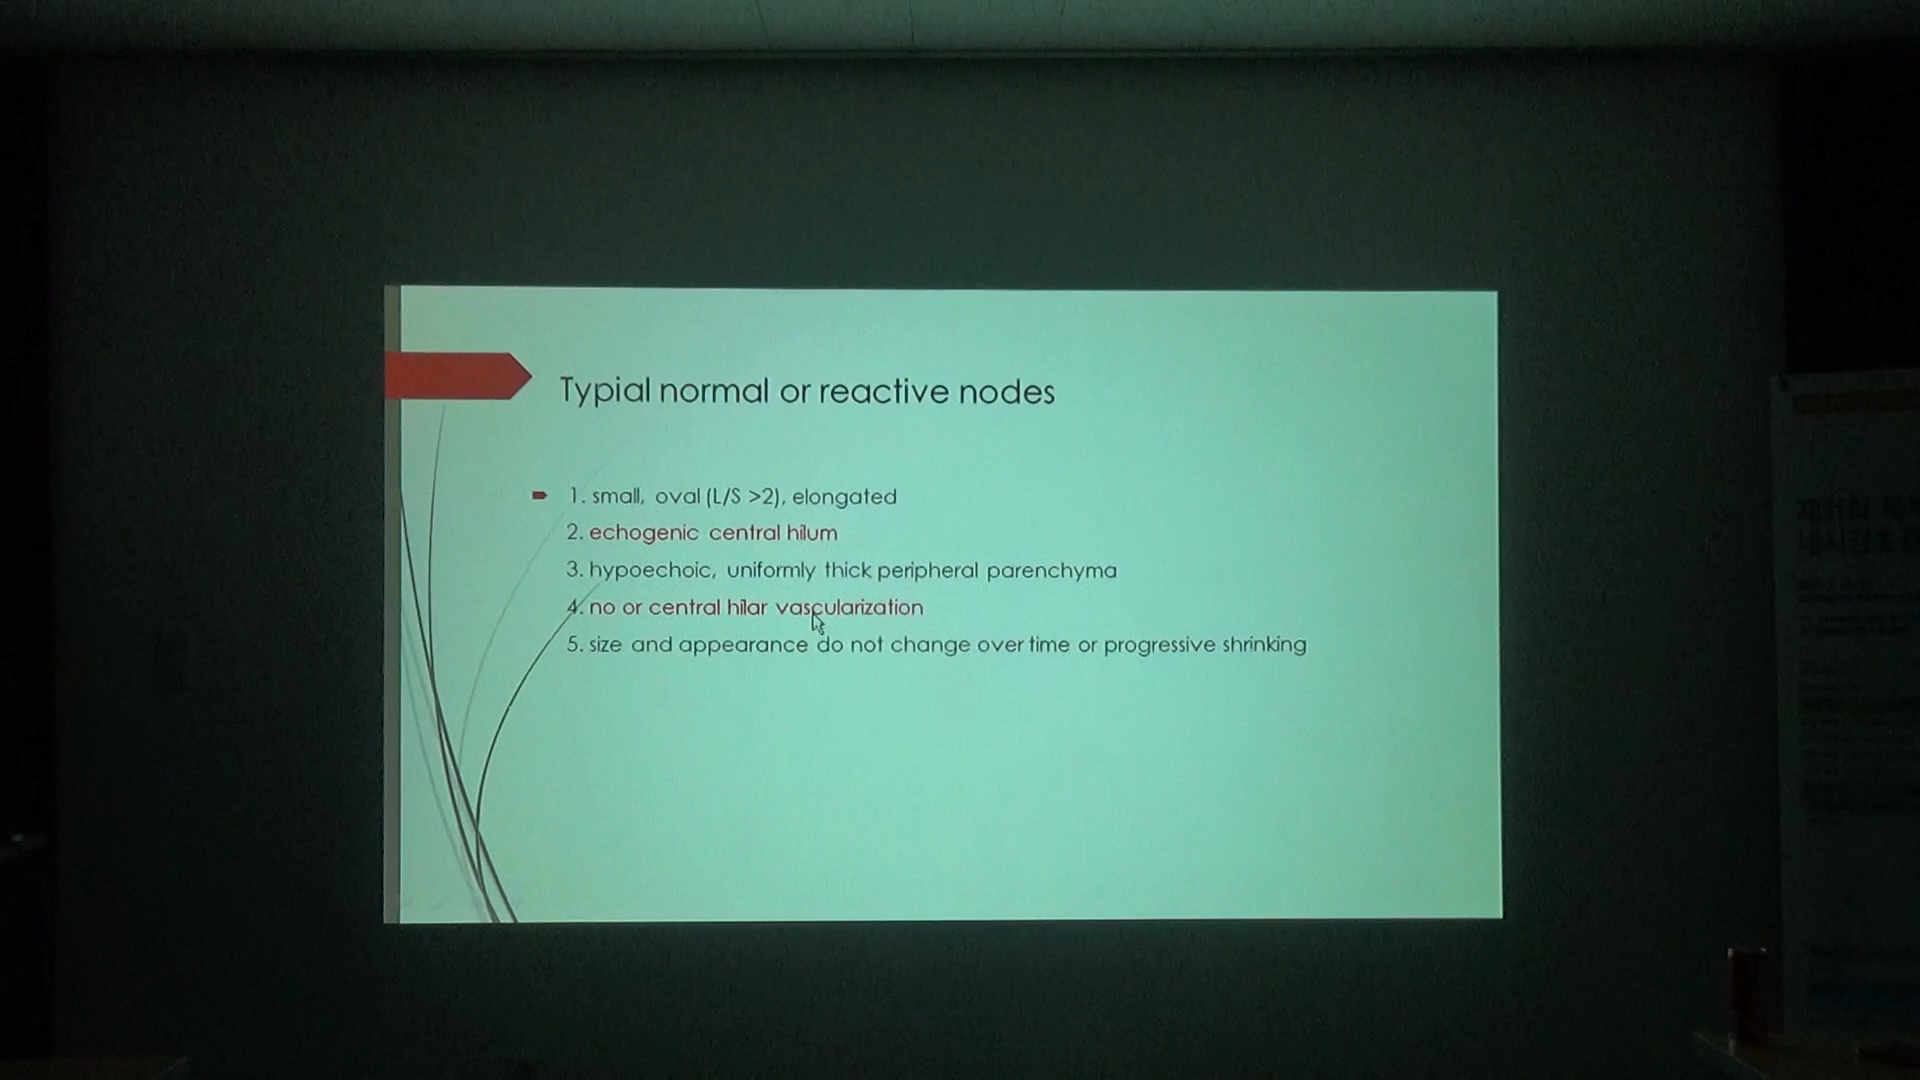 Typial normal or reactive nodes
1. small, oval (L/S >2), elongated
2. echogenic central hilum
3. hypoechoic, uniformly thick peripheral parenchyma
4. no or central hilar vascularization
5. size and appearance do not change over time or progressive shrinking